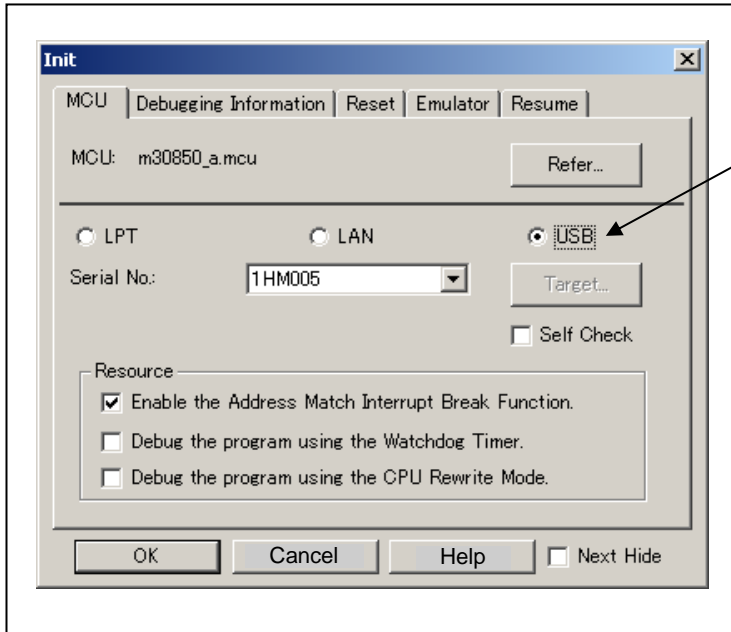 Init
MCU Debugging Information Reset Emulator Resume
MCU: m30850_a.mcu Refer...
LPT LAN USB
Serial No.: 1HM005 Target...
Self Check
Resource
Enable the Address Match Interrupt Break Function.
Debug the program using the Watchdog Timer.
Debug the program using the CPU Rewrite Mode.
OK Cancel Help Next Hide